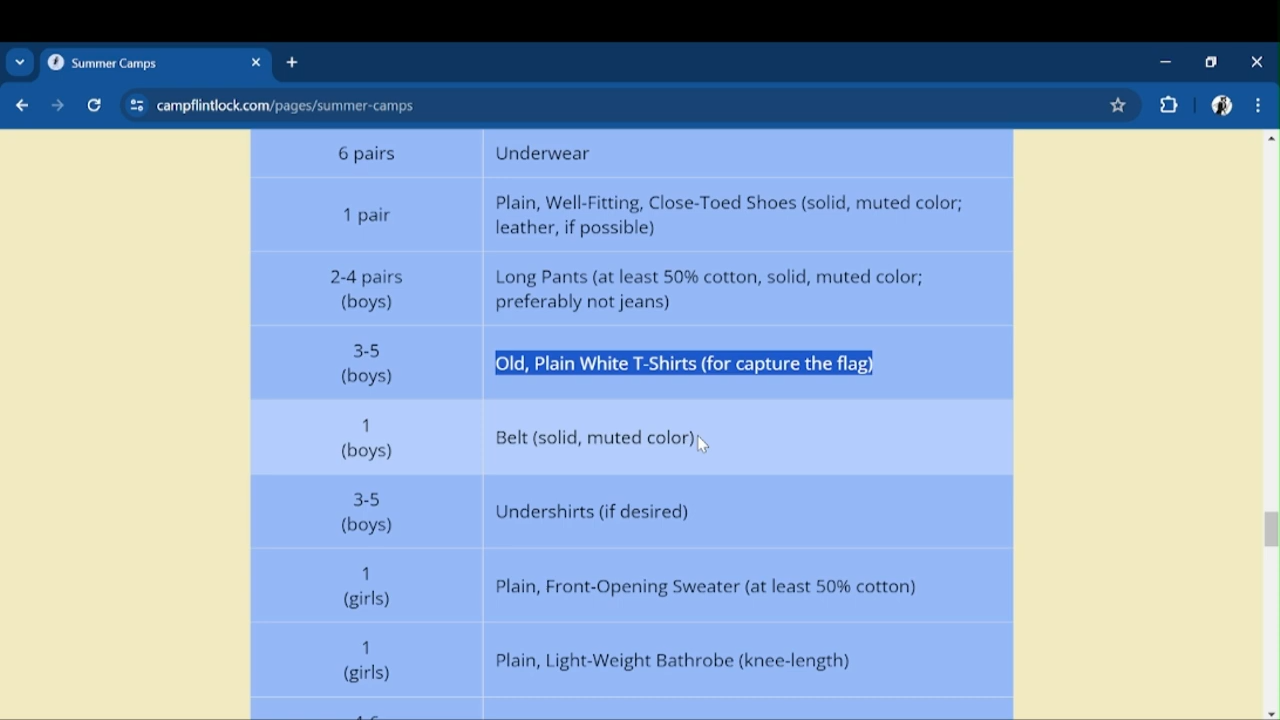 Summer Camps
campflintlock.com/pages/summer-camps
6 pairs
Underwear
1 pair
Plain, Well-Fitting, Close-Toed Shoes (solid, muted color;
leather, if possible)
2-4 pairs
(boys)
Long Pants (at least 50% cotton, solid, muted color;
preferably not jeans)
3-5
(boys)
Old, Plain White T-Shirts (for capture the flag)
1
(boys)
Belt (solid, muted color)
3-5
(boys)
Undershirts (if desired)
1
(girls)
Plain, Front-Opening Sweater (at least 50% cotton)
1
(girls)
Plain, Light-Weight Bathrobe (knee-length)